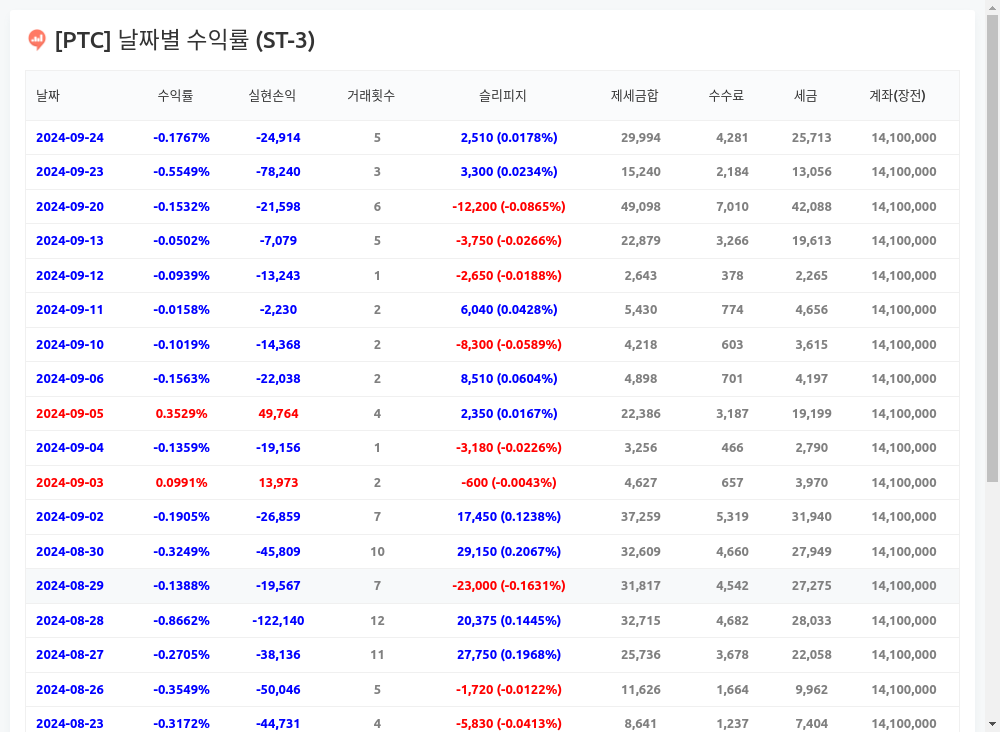 [PTC] 날짜별 수익률 (ST-3)
날짜 수익률 실현손익 거래횟수 슬리피지 제세금합 수수료 세금 계좌(장전)
2024-09-24 -0.1767% -24,914 5 2,510 (0.0178%) 29,994 4,281 25,713 14,100,000
2024-09-23 -0.5549% -78,240 3 3,300 (0.0234%) 15,240 2,184 13,056 14,100,000
2024-09-20 -0.1532% -21,598 6 -12,200 (-0.0865%) 49,098 7,010 42,088 14,100,000
2024-09-13 -0.0502% -7,079 5 -3,750 (-0.0266%) 22,879 3,266 19,613 14,100,000
2024-09-12 -0.0939% -13,243 1 -2,650 (-0.0188%) 2,643 378 2,265 14,100,000
2024-09-11 -0.0158% -2,230 2 6,040 (0.0428%) 5,430 774 4,656 14,100,000
2024-09-10 -0.1019% -14,368 2 -8,300 (-0.0589%) 4,218 603 3,615 14,100,000
2024-09-06 -0.1563% -22,038 2 8,510 (0.0604%) 4,898 701 4,197 14,100,000
2024-09-05 0.3529% 49,764 4 2,350 (0.0167%) 22,386 3,187 19,199 14,100,000
2024-09-04 -0.1359% -19,156 1 -3,180 (-0.0226%) 3,256 466 2,790 14,100,000
2024-09-03 0.0991% 13,973 2 -600 (-0.0043%) 4,627 657 3,970 14,100,000
2024-09-02 -0.1905% -26,859 7 17,450 (0.1238%) 37,259 5,319 31,940 14,100,000
2024-08-30 -0.3249% -45,809 10 29,150 (0.2067%) 32,609 4,660 27,949 14,100,000
2024-08-29 -0.1388% -19,567 7 -23,000 (-0.1631%) 31,817 4,542 27,275 14,100,000
2024-08-28 -0.8662% -122,140 12 20,375 (0.1445%) 32,715 4,682 28,033 14,100,000
2024-08-27 -0.2705% -38,136 11 27,750 (0.1968%) 25,736 3,678 22,058 14,100,000
2024-08-26 -0.3549% -50,046 5 -1,720 (-0.0122%) 11,626 1,664 9,962 14,100,000
2024-08-23 -0.3172% -44,731 4 -5,830 (-0.0413%) 8,641 1,237 7,404 14,100,000